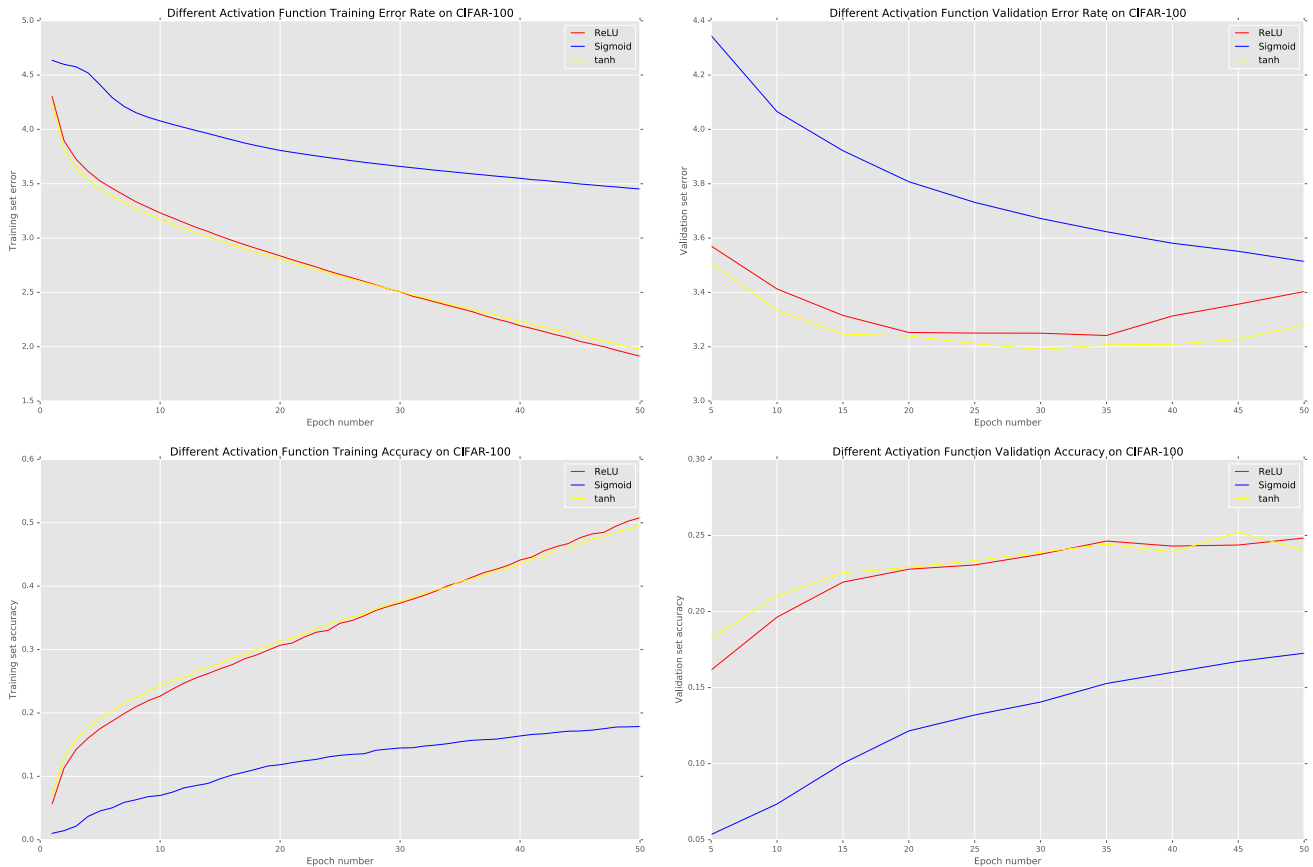 Different Activation Function Training Error Rate on CIFAR-100
5.0
4.5
4.0
3.5
3.0
2.5
2.0
1.5
Training set error
ReLU
Sigmoid
tanh
0 10 20 30 40 50
Epoch number
Different Activation Function Validation Error Rate on CIFAR-100
4.4
4.2
4.0
3.8
3.6
3.4
3.2
3.0
Validation set error
ReLU
Sigmoid
tanh
5 10 15 20 25 30 35 40 45 50
Epoch number
Different Activation Function Training Accuracy on CIFAR-100
0.6
0.5
0.4
0.3
0.2
0.1
0.0
Training set accuracy
ReLU
Sigmoid
tanh
0 10 20 30 40 50
Epoch number
Different Activation Function Validation Accuracy on CIFAR-100
0.30
0.25
0.20
0.15
0.10
0.05
Validation set accuracy
ReLU
Sigmoid
tanh
5 10 15 20 25 30 35 40 45 50
Epoch number